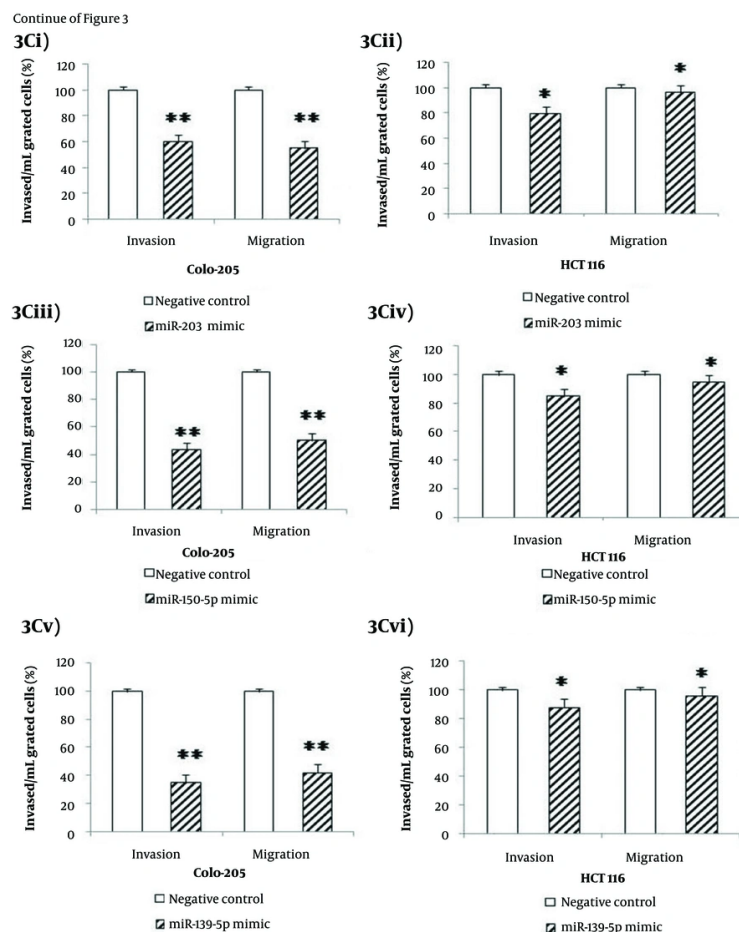 Continue of Figure 3
3Ci)
Invased/mL grated cells (%)
120
100
80
60
40
20
0
**
**
Invasion Migration
Colo-205
Negative control
miR-203 mimic
3Cii)
Invased/mL grated cells (%)
120
100
80
60
40
20
0
*
*
Invasion Migration
HCT 116
Negative control
miR-203 mimic
3Ciii)
Invased/mL grated cells (%)
120
100
80
60
40
20
0
**
**
Invasion Migration
Colo-205
Negative control
miR-150-5p mimic
3Civ)
Invased/mL grated cells (%)
120
100
80
60
40
20
0
*
*
Invasion Migration
HCT 116
Negative control
miR-150-5p mimic
3Cv)
Invased/mL grated cells (%)
120
100
80
60
40
20
0
**
**
Invasion Migration
Colo-205
Negative control
miR-139-5p mimic
3Cvi)
Invased/mL grated cells (%)
120
100
80
60
40
20
0
*
*
Invasion Migration
HCT 116
Negative control
miR-139-5p mimic